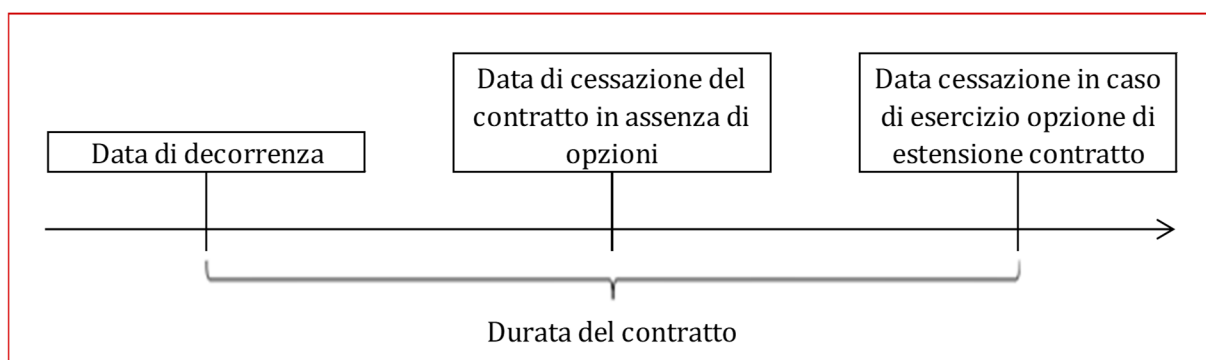 Data di decorrenza
Data di cessazione del
contratto in assenza di
opzioni
Data cessazione in caso
di esercizio opzione di
estensione contratto
Durata del contratto